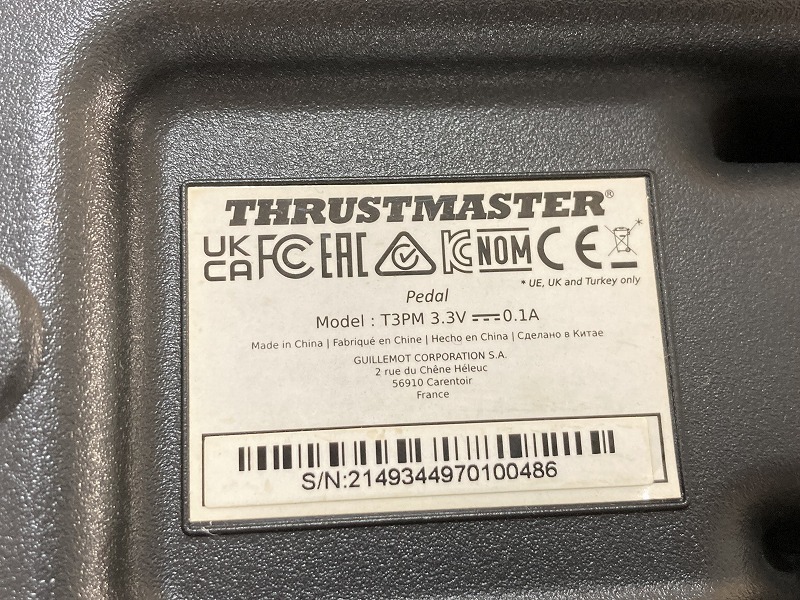 THRUSTMASTER®
UK CA FC EAC KC NOM CE *
* UE, UK and Turkey only
Pedal
Model : T3PM 3.3V ⎓ 0.1A
Made in China | Fabriqué en Chine | Hecho en China | Сделано в Китае
GUILLEMOT CORPORATION S.A.
2 rue du Chêne Héleuc
56910 Carentoir
France
S/N:2149344970100486